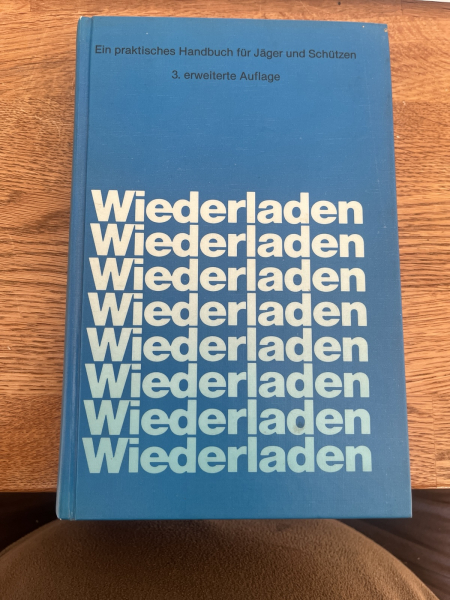 Ein praktisches Handbuch für Jäger und Schützen
3. erweiterte Auflage
Wiederladen
Wiederladen
Wiederladen
Wiederladen
Wiederladen
Wiederladen
Wiederladen
Wiederladen